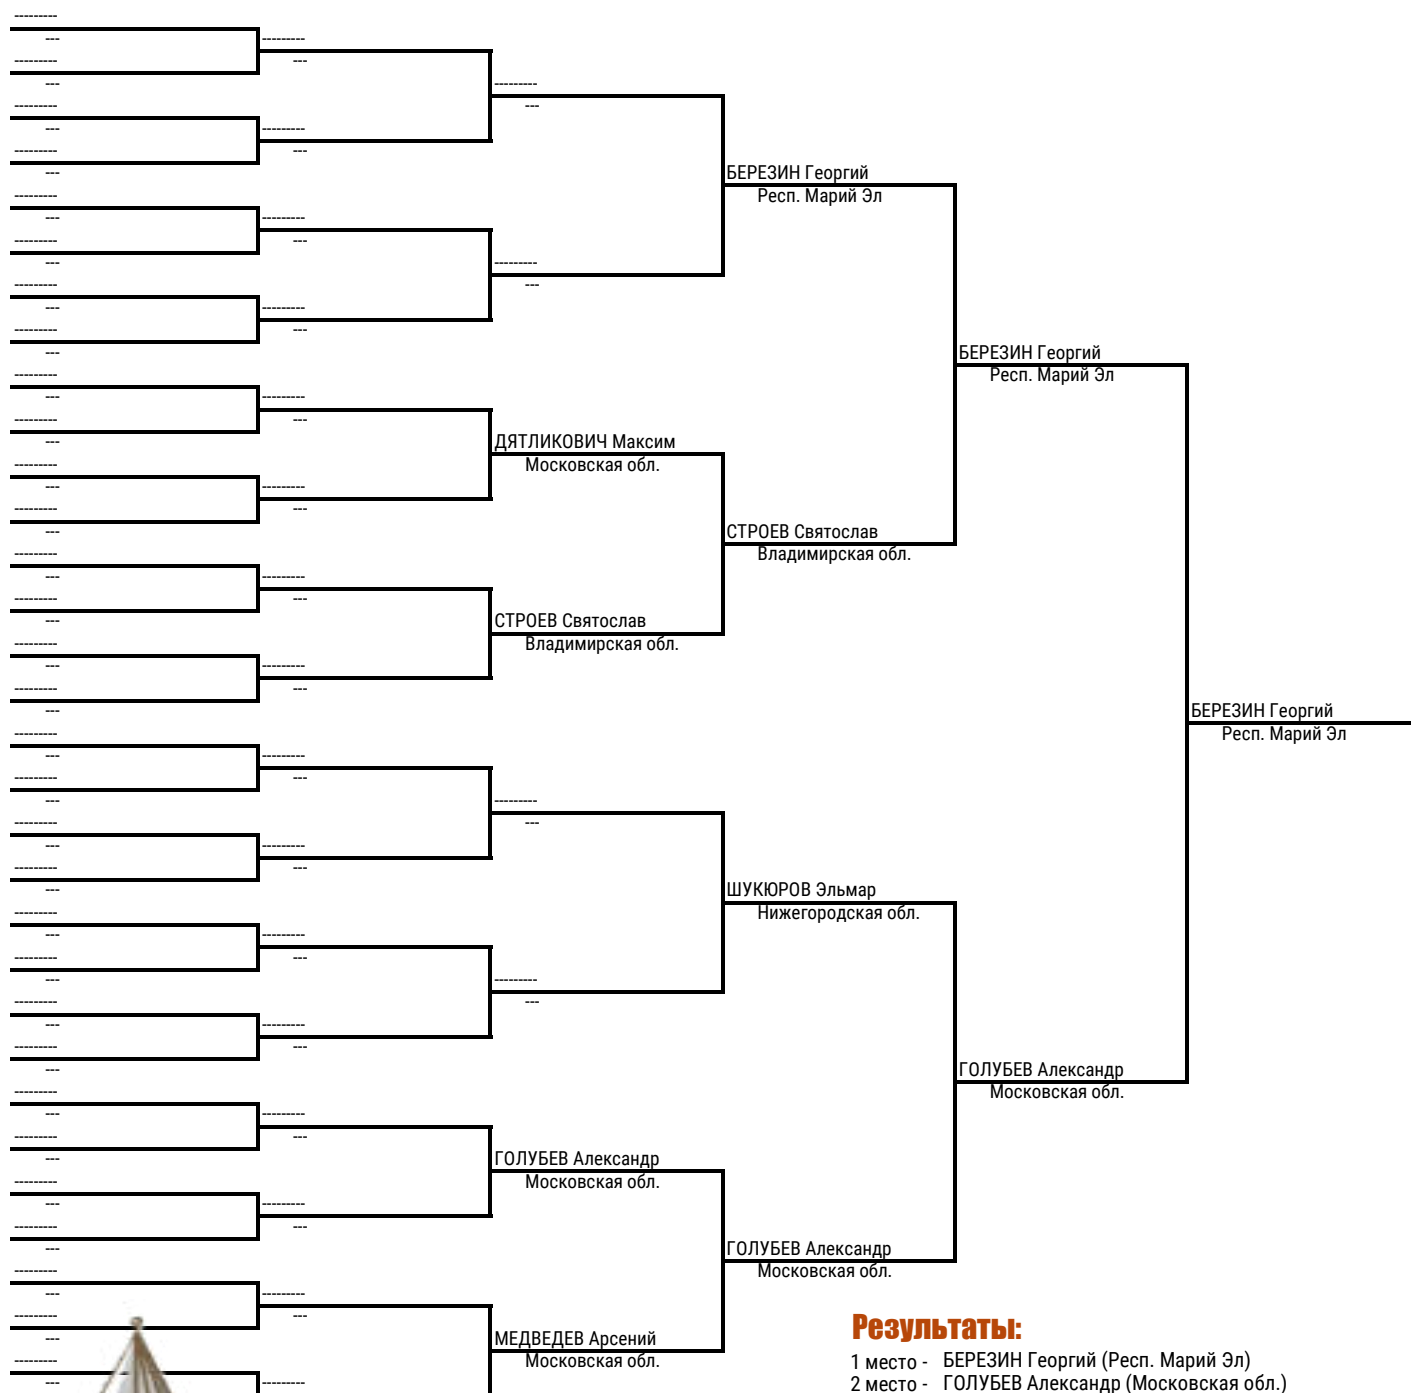 БЕРЕЗИН Георгий
Респ. Марий Эл
БЕРЕЗИН Георгий
Респ. Марий Эл
ДЯТЛИКОВИЧ Максим
Московская обл.
СТРОЕВ Святослав
Владимирская обл.
СТРОЕВ Святослав
Владимирская обл.
БЕРЕЗИН Георгий
Респ. Марий Эл
ШУКЮРОВ Эльмар
Нижегородская обл.
ГОЛУБЕВ Александр
Московская обл.
ГОЛУБЕВ Александр
Московская обл.
ГОЛУБЕВ Александр
Московская обл.
МЕДВЕДЕВ Арсений
Московская обл.
Результаты:
1 место - БЕРЕЗИН Георгий (Респ. Марий Эл)
2 место - ГОЛУБЕВ Александр (Московская обл.)